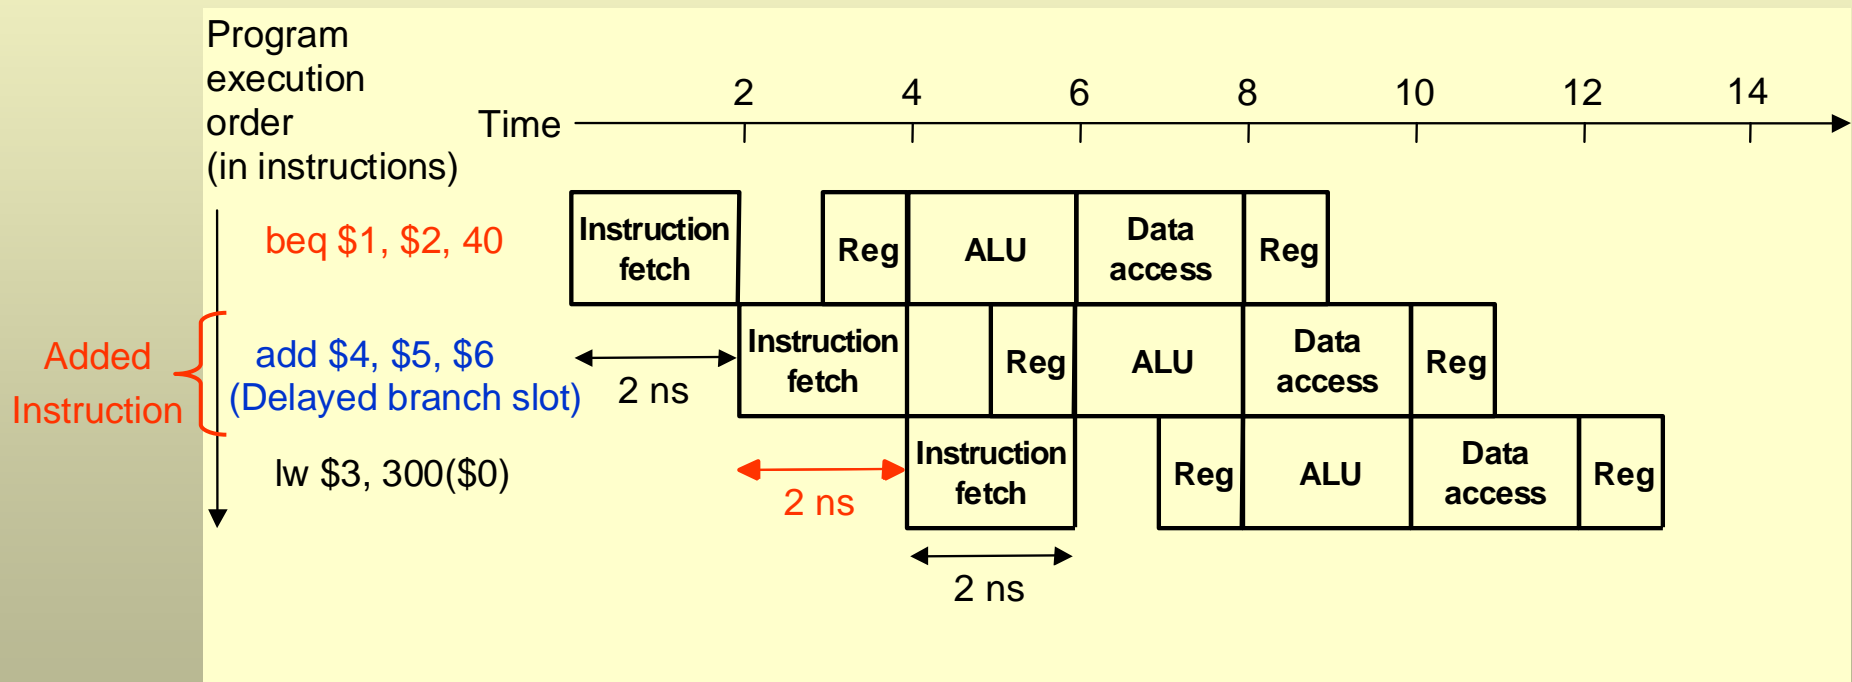 Program
execution
order
(in instructions)
Time
2 4 6 8 10 12 14
beq $1, $2, 40
Instruction
fetch
Reg
ALU
Data
access
Reg
Added
Instruction
add $4, $5, $6
(Delayed branch slot)
2 ns
Instruction
fetch
Reg
ALU
Data
access
Reg
lw $3, 300($0)
2 ns
Instruction
fetch
Reg
ALU
Data
access
Reg
2 ns